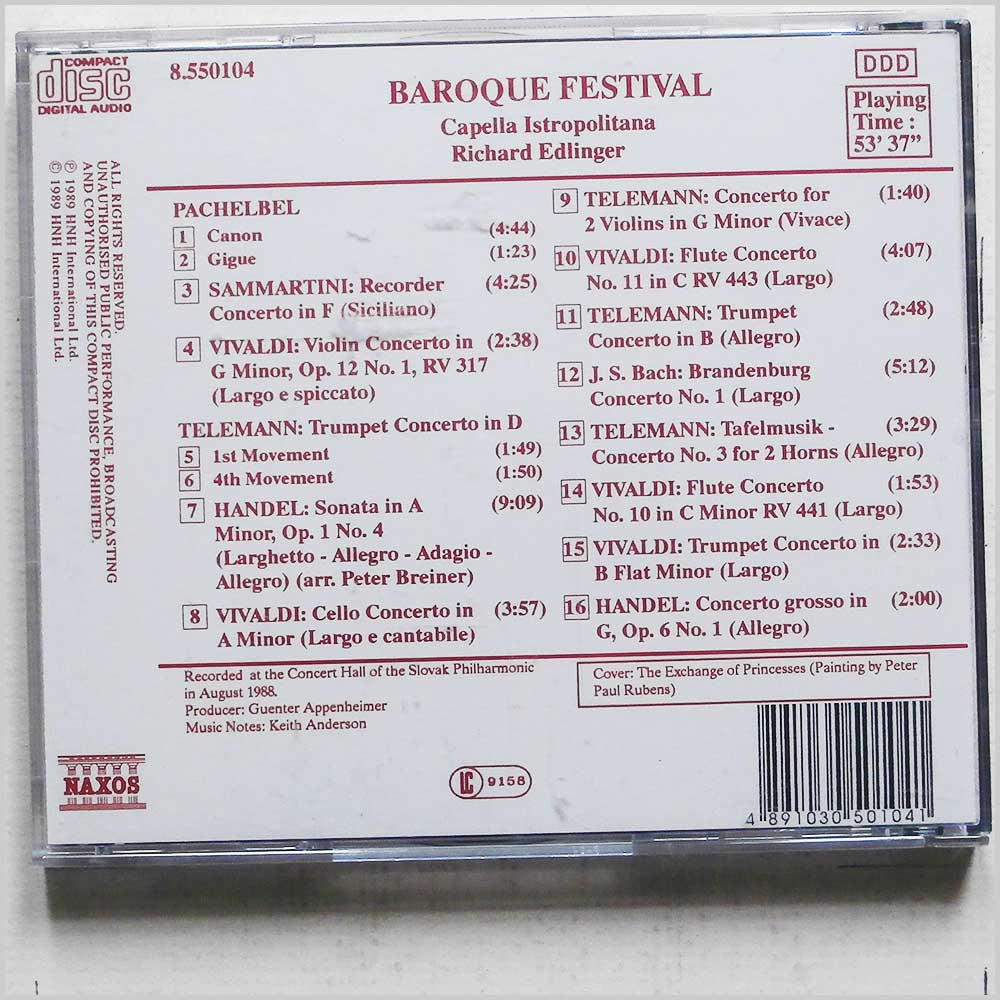 COMPACT
disc
DIGITAL AUDIO
8.550104
BAROQUE FESTIVAL
Capella Istropolitana
Richard Edlinger
DDD
Playing
Time :
53' 37"
ALL RIGHTS RESERVED.
UNAUTHORISED PUBLIC PERFORMANCE, BROADCASTING
AND COPYING OF THIS COMPACT DISC PROHIBITED.
℗ 1989 HNH International Ltd.
© 1989 HNH International Ltd.
PACHELBEL
1 Canon (4:44)
2 Gigue (1:23)
3 SAMMARTINI: Recorder (4:25)
Concerto in F (Siciliano)
4 VIVALDI: Violin Concerto in (2:38)
G Minor, Op. 12 No. 1, RV 317
(Largo e spiccato)
TELEMANN: Trumpet Concerto in D
5 1st Movement (1:49)
6 4th Movement (1:50)
7 HANDEL: Sonata in A (9:09)
Minor, Op. 1 No. 4
(Larghetto - Allegro - Adagio -
Allegro) (arr. Peter Breiner)
8 VIVALDI: Cello Concerto in (3:57)
A Minor (Largo e cantabile)
9 TELEMANN: Concerto for (1:40)
2 Violins in G Minor (Vivace)
10 VIVALDI: Flute Concerto (4:07)
No. 11 in C RV 443 (Largo)
11 TELEMANN: Trumpet (2:48)
Concerto in B (Allegro)
12 J. S. Bach: Brandenburg (5:12)
Concerto No. 1 (Largo)
13 TELEMANN: Tafelmusik - (3:29)
Concerto No. 3 for 2 Horns (Allegro)
14 VIVALDI: Flute Concerto (1:53)
No. 10 in C Minor RV 441 (Largo)
15 VIVALDI: Trumpet Concerto in (2:33)
B Flat Minor (Largo)
16 HANDEL: Concerto grosso in (2:00)
G, Op. 6 No. 1 (Allegro)
Recorded at the Concert Hall of the Slovak Philharmonic
in August 1988.
Producer: Guenter Appenheimer
Music Notes: Keith Anderson
Cover: The Exchange of Princesses (Painting by Peter
Paul Rubens)
NAXOS
LC 9158
4 891030 501041